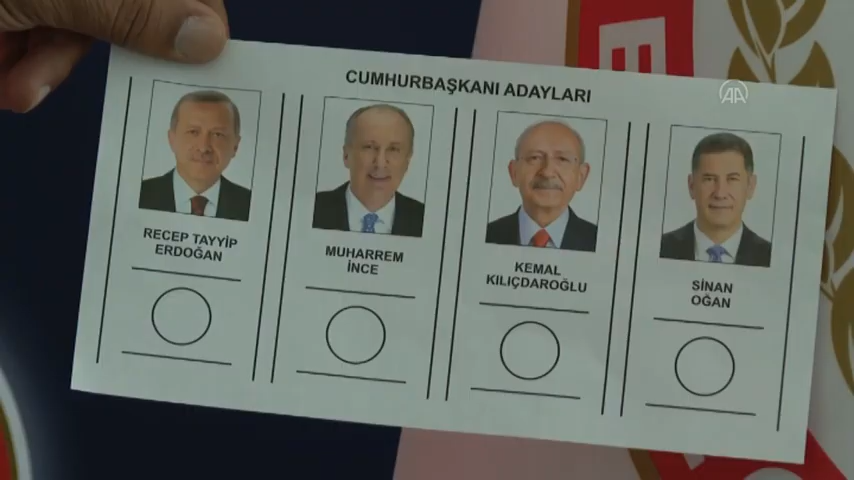 CUMHURBAŞKANI ADAYLARI
AA
RECEP TAYYİP
ERDOĞAN
MUHARREM
İNCE
KEMAL
KILIÇDAROĞLU
SİNAN
OĞAN